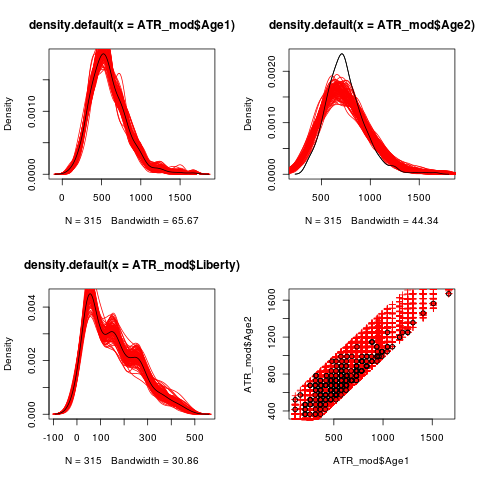 density.default(x = ATR_mod$Age1)
Density
0.0000
0.0010
0
500
1000
1500
N = 315 Bandwidth = 65.67
density.default(x = ATR_mod$Age2)
Density
0.0000
0.0010
0.0020
500
1000
1500
N = 315 Bandwidth = 44.34
density.default(x = ATR_mod$Liberty)
Density
0.000
0.002
0.004
-100
0
100
300
500
N = 315 Bandwidth = 30.86
ATR_mod$Age2
400
800
1200
1600
500
1000
1500
ATR_mod$Age1